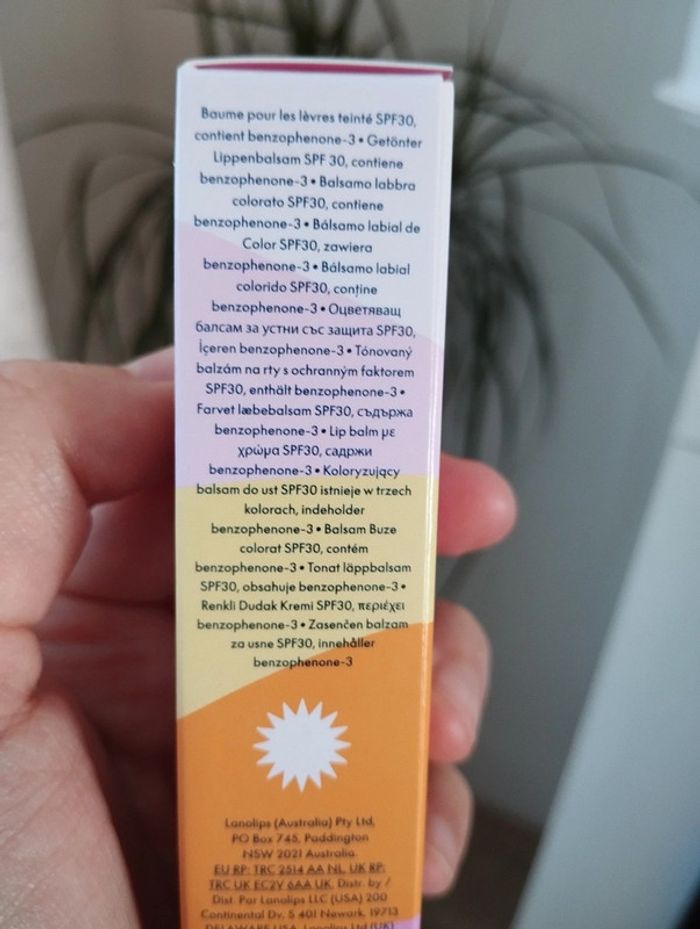 Baume pour les lèvres teinté SPF30,
contient benzophenone-3 • Getönter
Lippenbalsam SPF 30, contiene
benzophenone-3 • Balsamo labbra
colorato SPF30, contiene
benzophenone-3 • Bálsamo labial de
Color SPF30, zawiera
benzophenone-3 • Bálsamo labial
colorido SPF30, conține
benzophenone-3 • Оцветяващ
балсам за устни със защита SPF30,
İçeren benzophenone-3 • Tónovaný
balzám na rty s ochranným faktorem
SPF30, enthält benzophenone-3 •
Farvet læbebalsam SPF30, съдържа
benzophenone-3 • Lip balm με
χρώμα SPF30, садржи
benzophenone-3 • Koloryzujący
balsam do ust SPF30 istnieje w trzech
kolorach, indeholder
benzophenone-3 • Balsam Buze
colorat SPF30, contém
benzophenone-3 • Tonat läppbalsam
SPF30, obsahuje benzophenone-3 •
Renkli Dudak Kremi SPF30, περιέχει
benzophenone-3 • Zasenčen balzam
za usne SPF30, innehåller
benzophenone-3
Lanolips (Australia) Pty Ltd,
PO Box 745, Paddington
NSW 2021 Australia.
EU RP: TRC 2514 AA NL, UK RP:
TRC UK EC2V 6AA UK. Distr. by /
Dist. Par Lanolips LLC (USA) 200
Continental Dv, S 401 Newark, 19713
DELAWARE USA. Lanolips Ltd (UK)